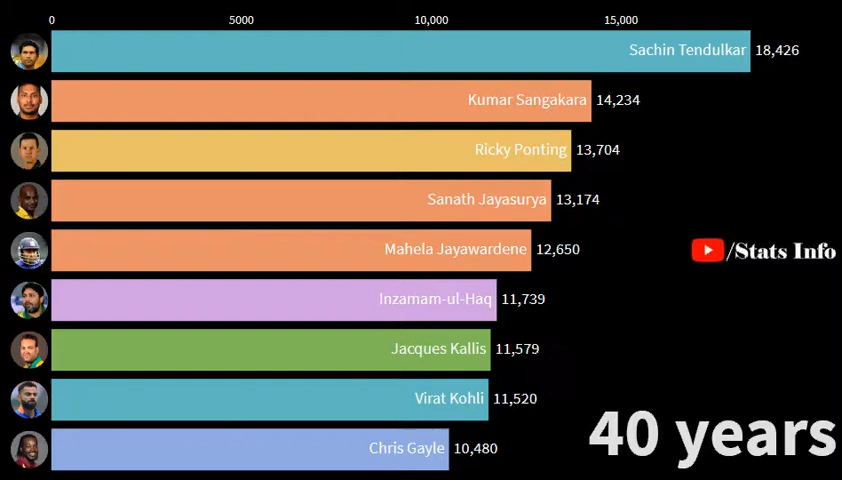 0 5000 10,000 15,000
Sachin Tendulkar 18,426
Kumar Sangakara 14,234
Ricky Ponting 13,704
Sanath Jayasurya 13,174
Mahela Jayawardene 12,650
/Stats Info
Inzamam-ul-Haq 11,739
Jacques Kallis 11,579
Virat Kohli 11,520
40 years
Chris Gayle 10,480